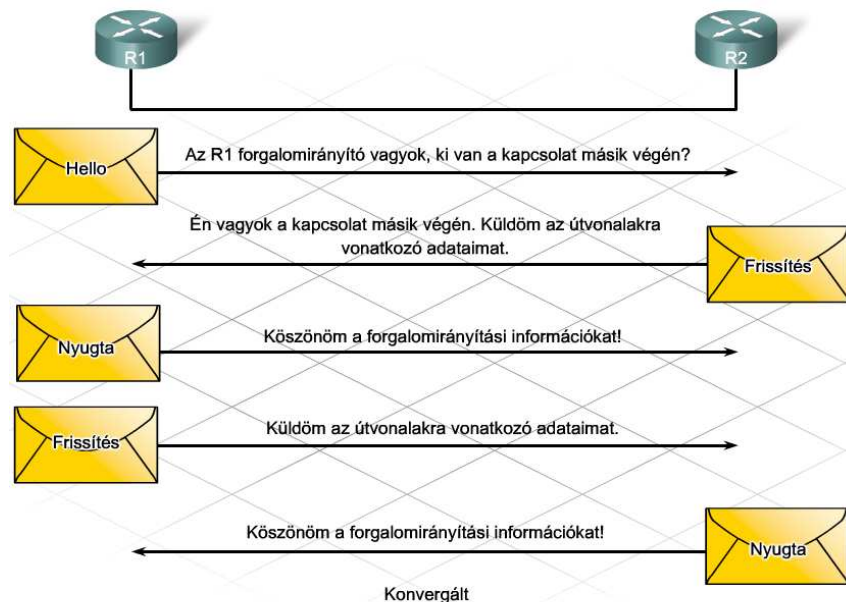 R1
R2
Hello
Az R1 forgalomirányító vagyok, ki van a kapcsolat másik végén?
Én vagyok a kapcsolat másik végén. Küldöm az útvonalakra
vonatkozó adataimat.
Frissítés
Nyugta
Köszönöm a forgalomirányítási információkat!
Frissítés
Küldöm az útvonalakra vonatkozó adataimat.
Köszönöm a forgalomirányítási információkat!
Nyugta
Konvergált